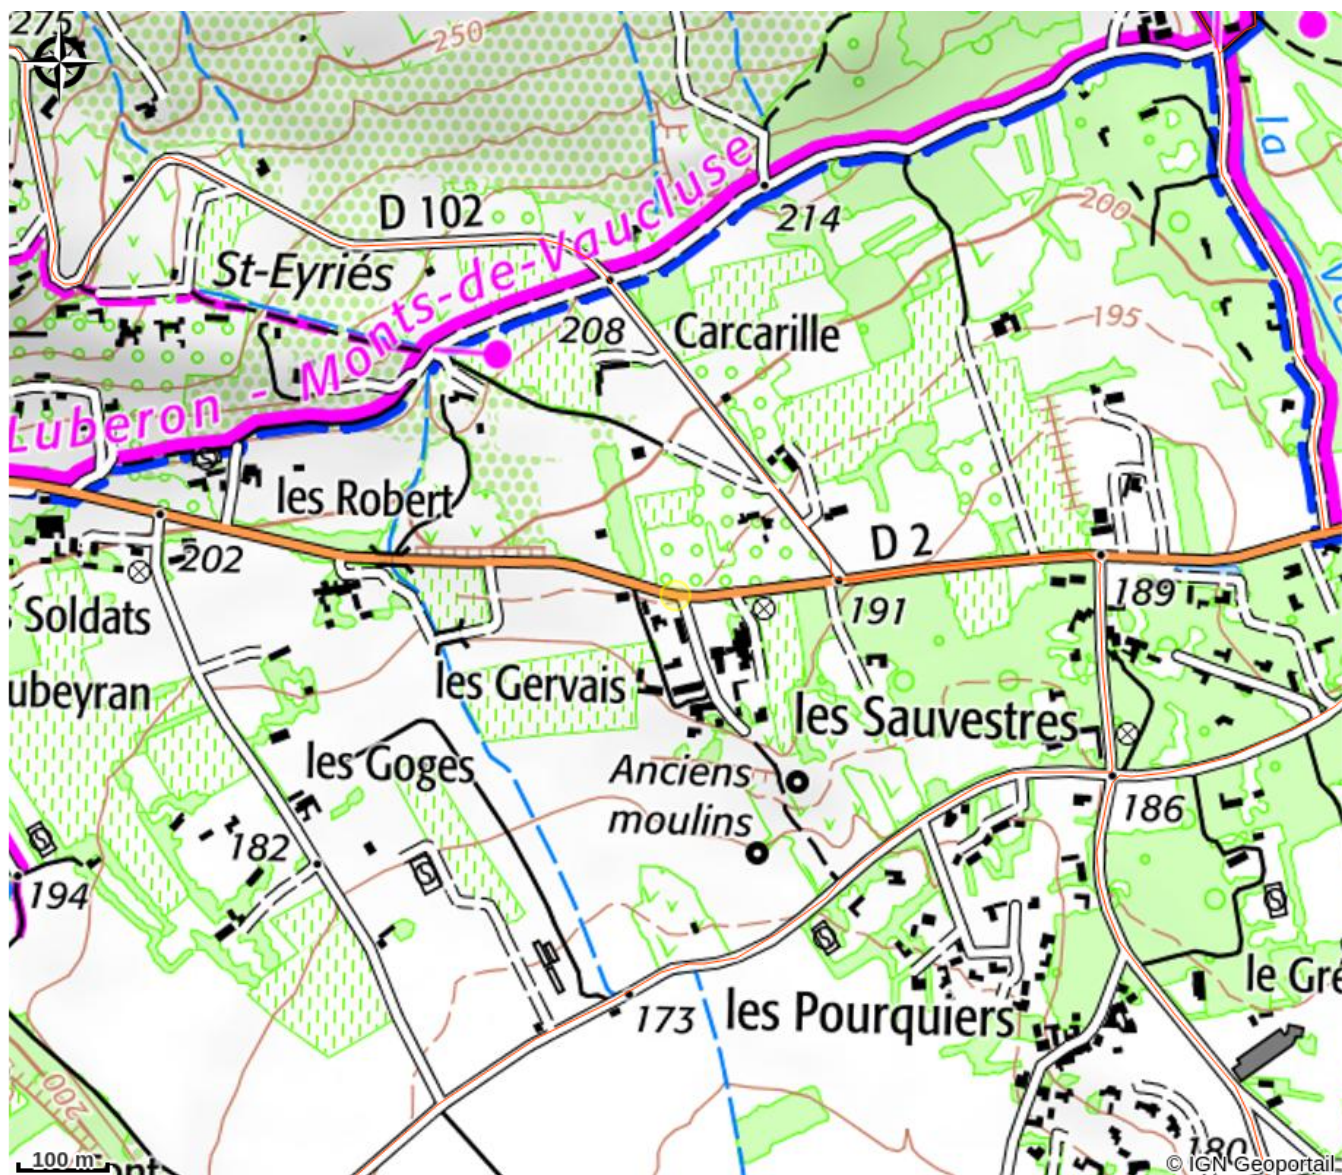 275
250
la
D 102
214
200
St-Eyriés
Luberon - Monts-de-Vaucluse
208
Carcarille
195
les Robert
D 2
202
191
189
Soldats
ubeyran
les Gervais
les Sauvestres
les Goges
Anciens
moulins
186
182
194
173
les Pourquiers
le Gré
200
180
100 m
ont
© IGN Geoportail